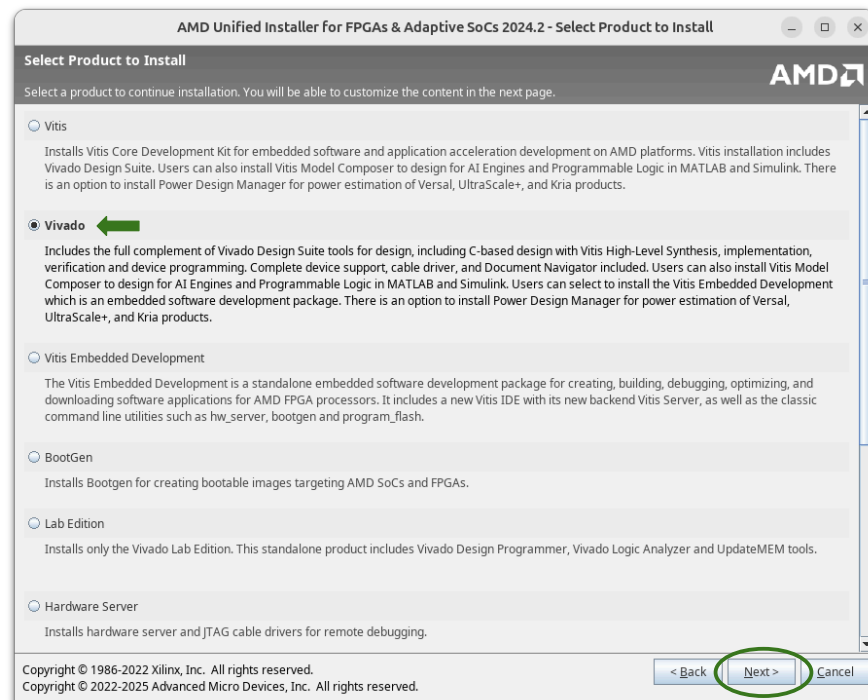 AMD Unified Installer for FPGAs & Adaptive SoCs 2024.2 - Select Product to Install
Select Product to Install
AMD
Select a product to continue installation. You will be able to customize the content in the next page.
Vitis
Installs Vitis Core Development Kit for embedded software and application acceleration development on AMD platforms. Vitis installation includes
Vivado Design Suite. Users can also install Vitis Model Composer to design for AI Engines and Programmable Logic in MATLAB and Simulink. There
is an option to install Power Design Manager for power estimation of Versal, UltraScale+, and Kria products.
Vivado
Includes the full complement of Vivado Design Suite tools for design, including C-based design with Vitis High-Level Synthesis, implementation,
verification and device programming. Complete device support, cable driver, and Document Navigator included. Users can also install Vitis Model
Composer to design for AI Engines and Programmable Logic in MATLAB and Simulink. Users can select to install the Vitis Embedded Development
which is an embedded software development package. There is an option to install Power Design Manager for power estimation of Versal,
UltraScale+, and Kria products.
Vitis Embedded Development
The Vitis Embedded Development is a standalone embedded software development package for creating, building, debugging, optimizing, and
downloading software applications for AMD FPGA processors. It includes a new Vitis IDE with its new backend Vitis Server, as well as the classic
command line utilities such as hw_server, bootgen and program_flash.
BootGen
Installs Bootgen for creating bootable images targeting AMD SoCs and FPGAs.
Lab Edition
Installs only the Vivado Lab Edition. This standalone product includes Vivado Design Programmer, Vivado Logic Analyzer and UpdateMEM tools.
Hardware Server
Installs hardware server and JTAG cable drivers for remote debugging.
Copyright © 1986-2022 Xilinx, Inc. All rights reserved.
Copyright © 2022-2025 Advanced Micro Devices, Inc. All rights reserved.
< Back
Next >
Cancel